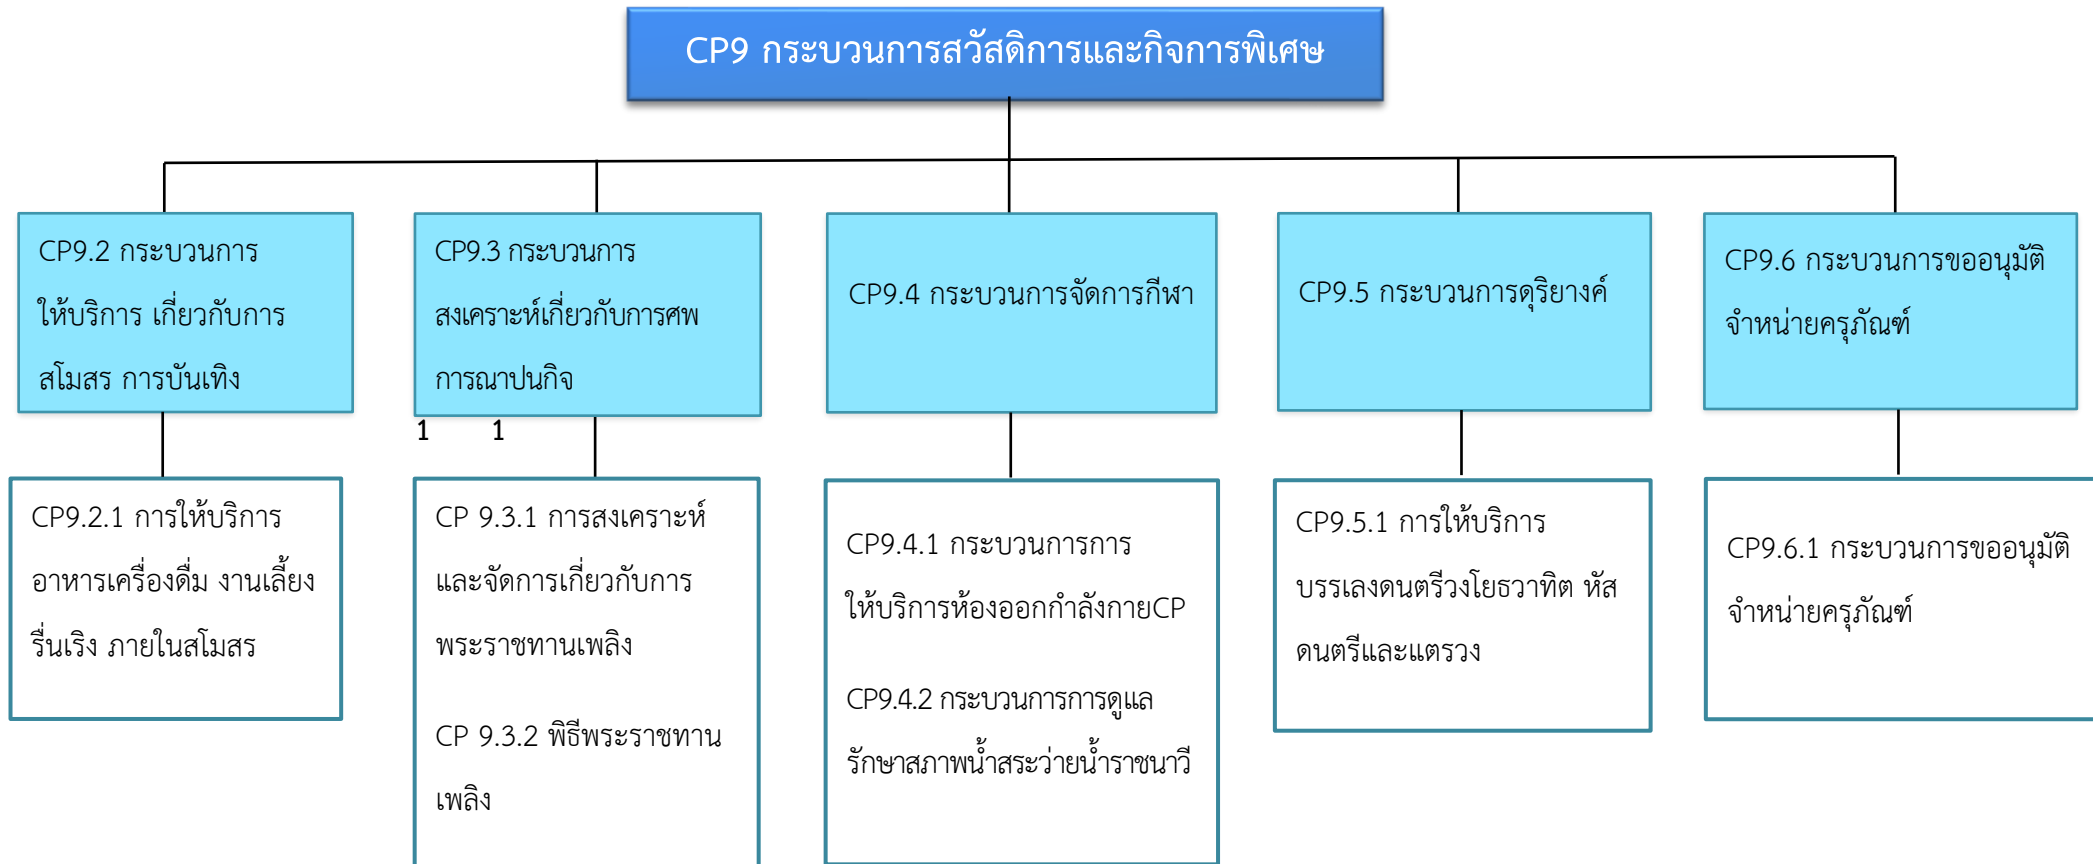 CP9 กระบวนการสวัสดิการและกิจการพิเศษ
CP9.2 กระบวนการ
ให้บริการ เกี่ยวกับการ
สโมสร การบันเทิง
CP9.3 กระบวนการ
สงเคราะห์เกี่ยวกับการศพ
การณาปนกิจ
CP9.4 กระบวนการจัดการกีฬา
CP9.5 กระบวนการดุริยางค์
CP9.6 กระบวนการขออนุมัติ
จำหน่ายครุภัณฑ์
1 1
CP9.2.1 การให้บริการ
อาหารเครื่องดื่ม งานเลี้ยง
รื่นเริง ภายในสโมสร
CP 9.3.1 การสงเคราะห์
และจัดการเกี่ยวกับการ
พระราชทานเพลิง
CP 9.3.2 พิธีพระราชทาน
เพลิง
CP9.4.1 กระบวนการการ
ให้บริการห้องออกกำลังกายCP
CP9.4.2 กระบวนการการดูแล
รักษาสภาพน้ำสระว่ายน้ำราชนาวี
CP9.5.1 การให้บริการ
บรรเลงดนตรีวงโยธวาทิต หัส
ดนตรีและแตรวง
CP9.6.1 กระบวนการขออนุมัติ
จำหน่ายครุภัณฑ์